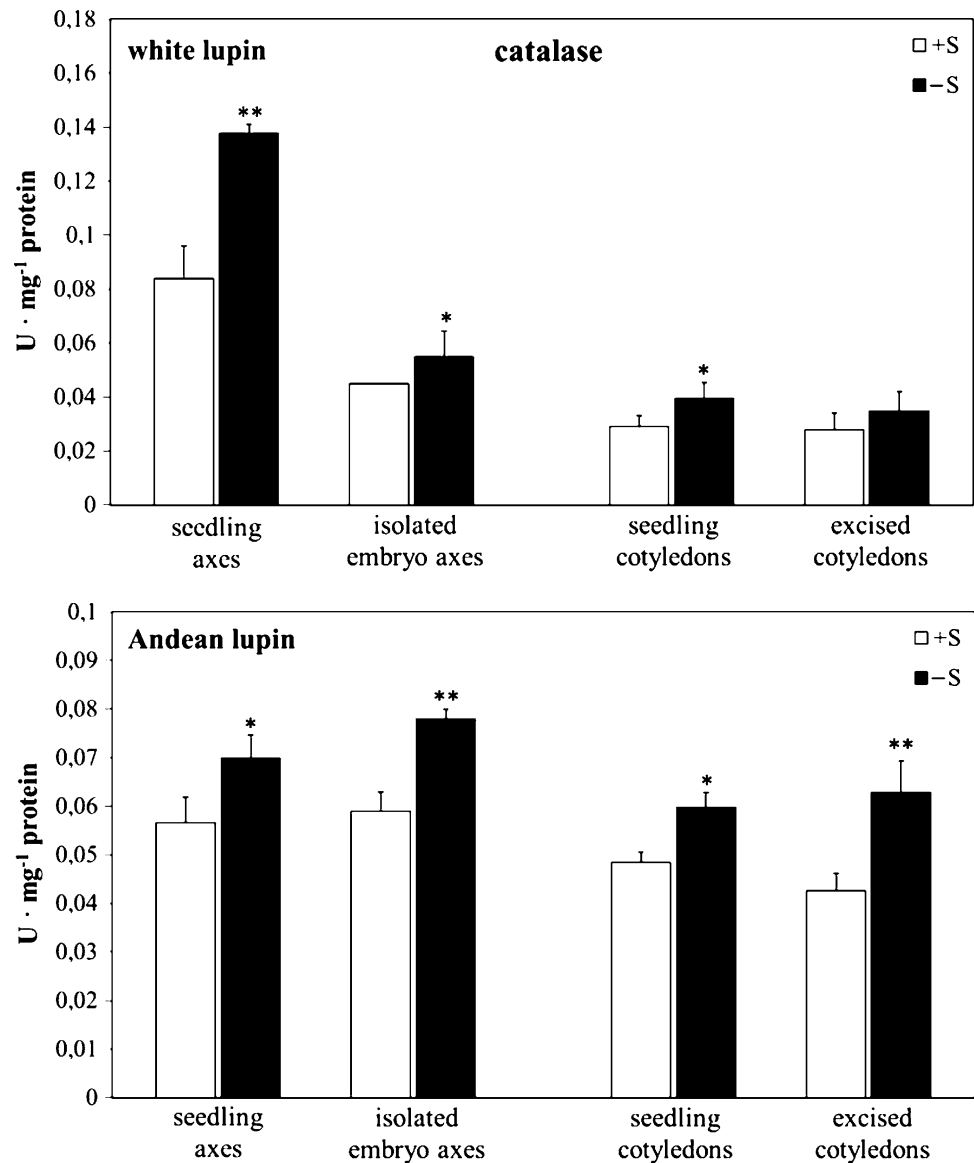 white lupin
catalase
+S
−S
U · mg⁻¹ protein
0,18
0,16
0,14
0,12
0,1
0,08
0,06
0,04
0,02
0
**
*
*
seedling
axes
isolated
embryo axes
seedling
cotyledons
excised
cotyledons
Andean lupin
+S
−S
U · mg⁻¹ protein
0,1
0,09
0,08
0,07
0,06
0,05
0,04
0,03
0,02
0,01
0
*
**
*
**
seedling
axes
isolated
embryo axes
seedling
cotyledons
excised
cotyledons